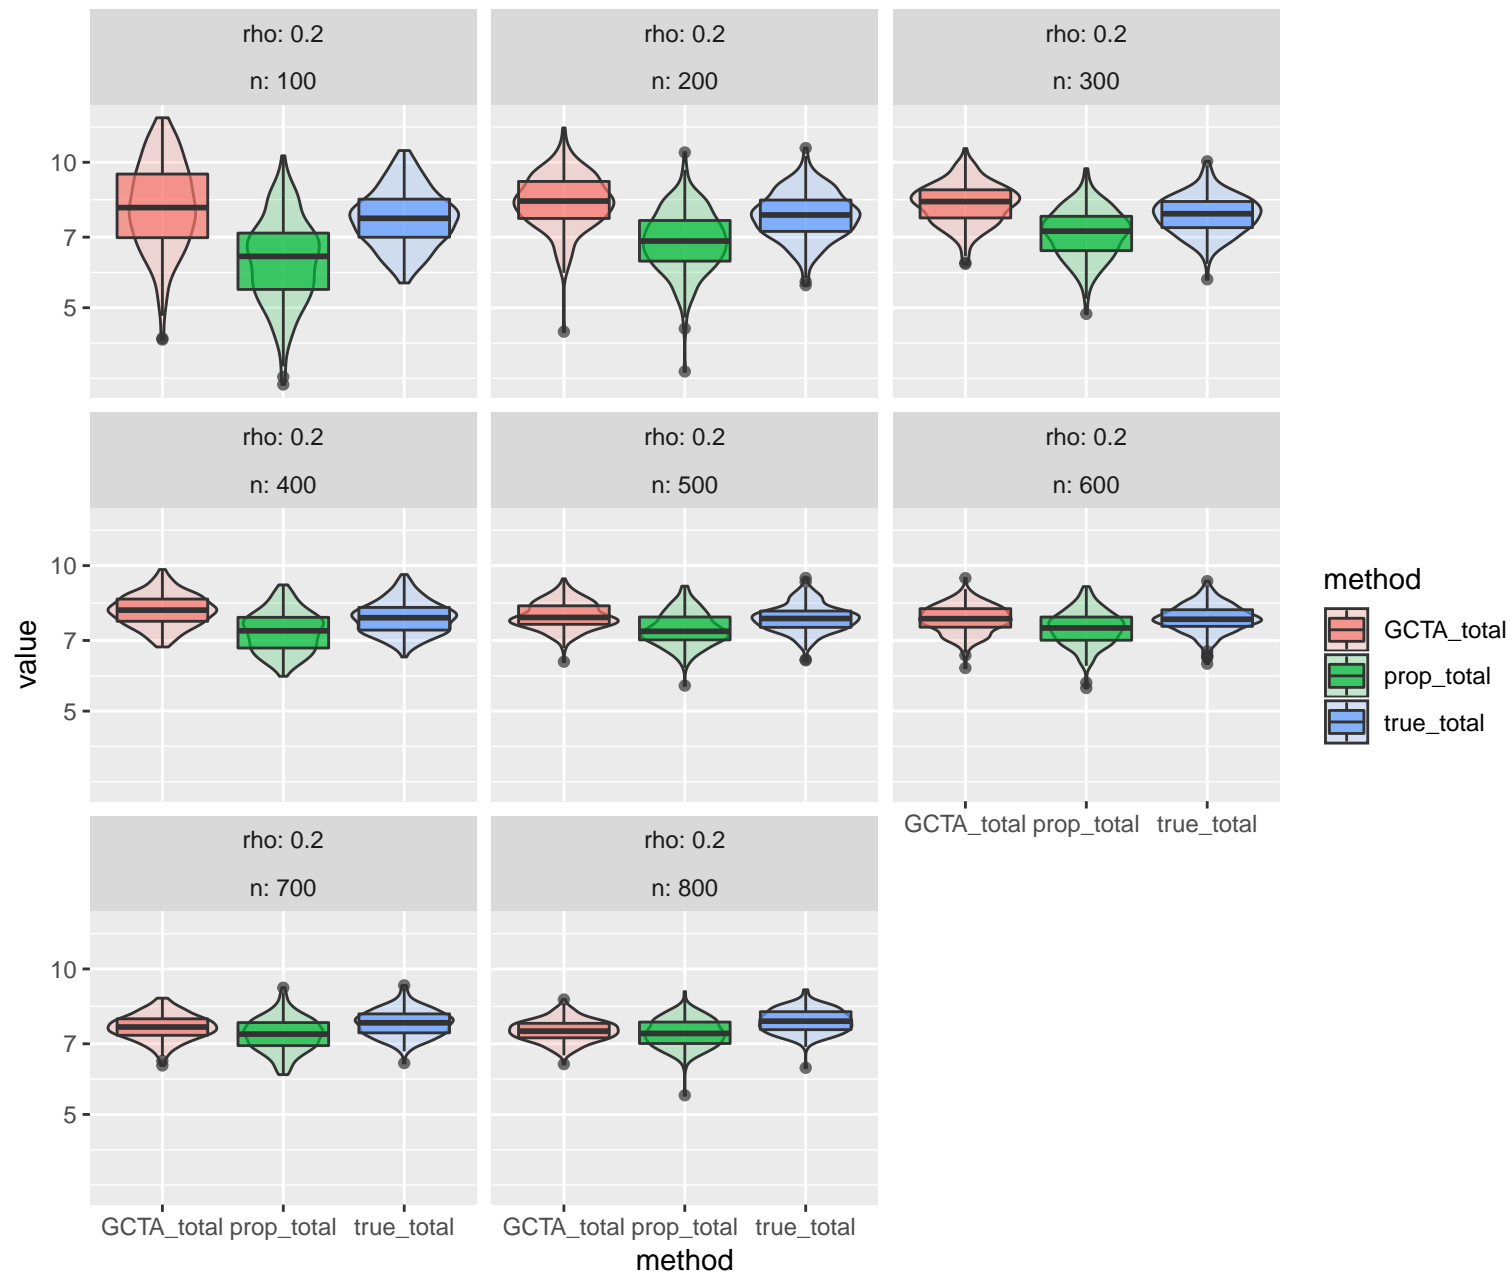 rho: 0.2
rho: 0.2
rho: 0.2
n: 100
n: 200
n: 300
10
7
5
rho: 0.2
rho: 0.2
rho: 0.2
n: 400
n: 500
n: 600
10
7
5
GCTA_total prop_total true_total
rho: 0.2
rho: 0.2
n: 700
n: 800
10
7
5
GCTA_total prop_total true_total
GCTA_total prop_total true_total
method
value
method
GCTA_total
prop_total
true_total